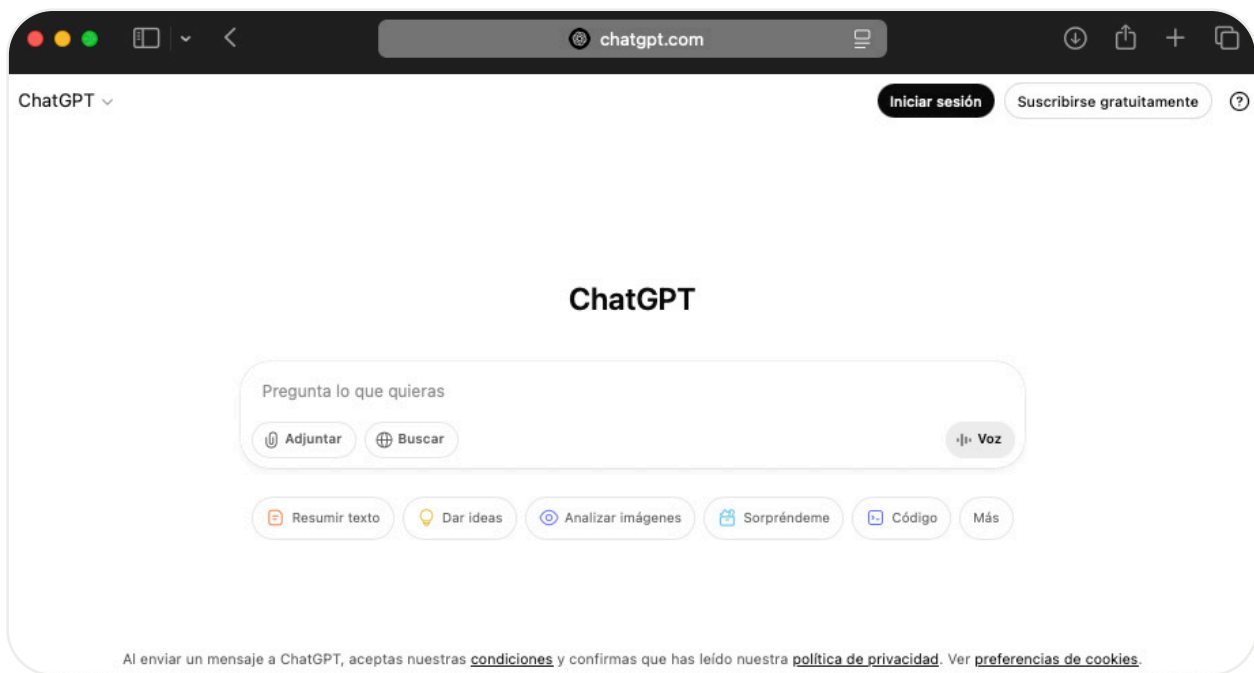 chatgpt.com
ChatGPT
Iniciar sesión
Suscribirse gratuitamente
ChatGPT
Pregunta lo que quieras
Adjuntar
Buscar
Voz
Resumir texto
Dar ideas
Analizar imágenes
Sorpréndeme
Código
Más
Al enviar un mensaje a ChatGPT, aceptas nuestras condiciones y confirmas que has leído nuestra política de privacidad. Ver preferencias de cookies.